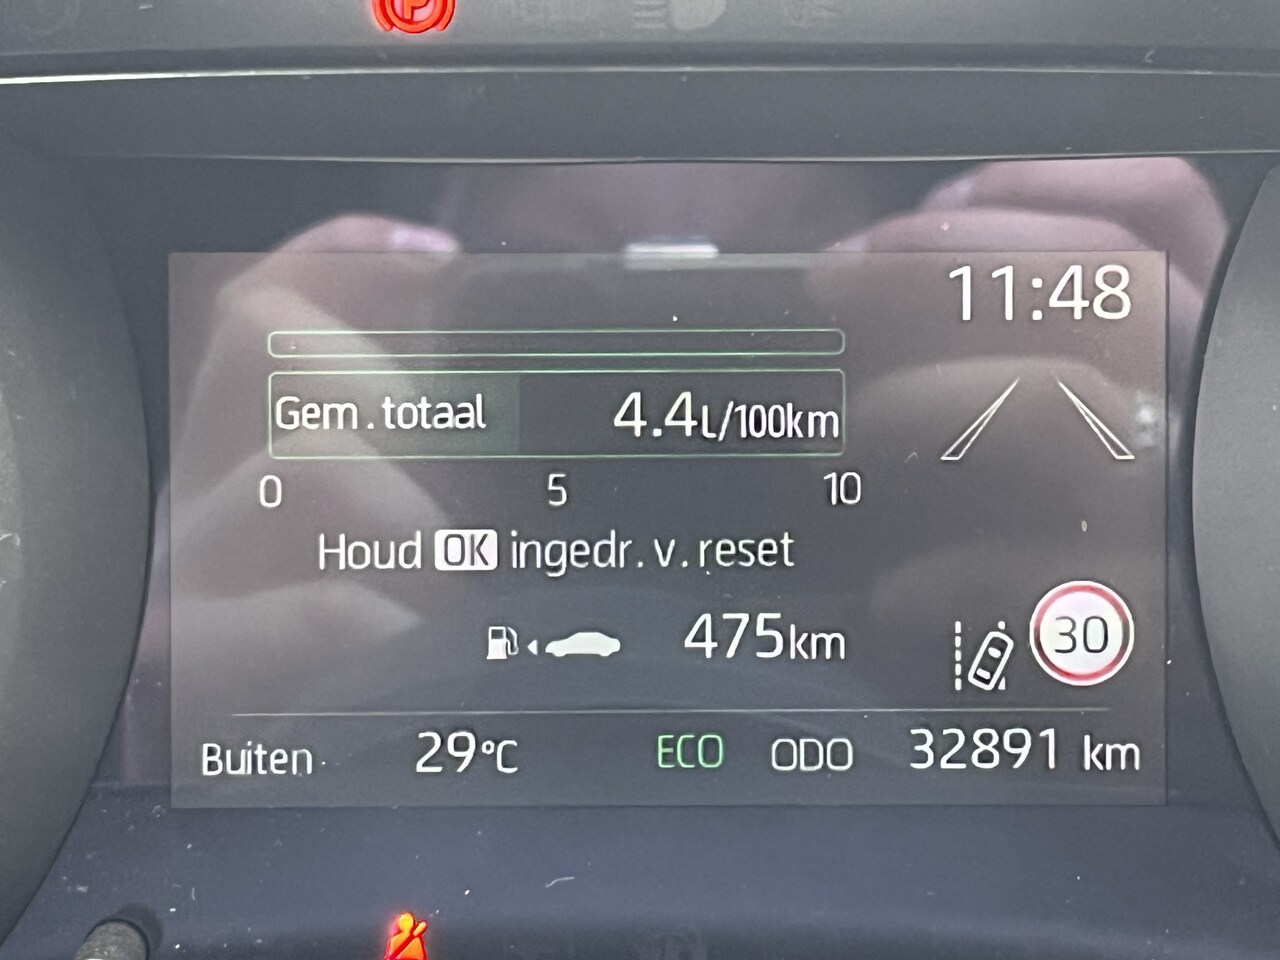 P
11:48
Gem. totaal 4.4L/100km
0 5 10
Houd OK ingedr. v. reset
475km
30
Buiten 29°C ECO ODO 32891 km